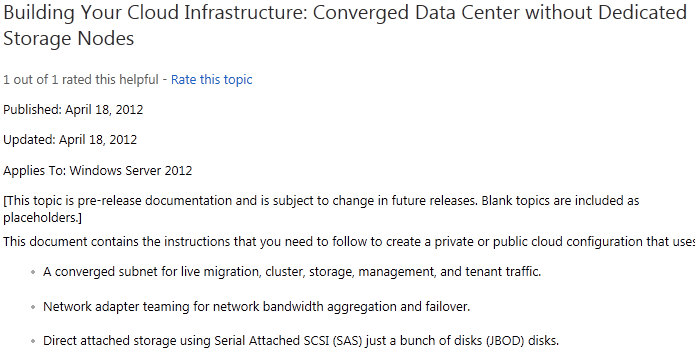 Building Your Cloud Infrastructure: Converged Data Center without Dedicated
Storage Nodes
1 out of 1 rated this helpful - Rate this topic
Published: April 18, 2012
Updated: April 18, 2012
Applies To: Windows Server 2012
[This topic is pre-release documentation and is subject to change in future releases. Blank topics are included as
placeholders.]
This document contains the instructions that you need to follow to create a private or public cloud configuration that uses
A converged subnet for live migration, cluster, storage, management, and tenant traffic.
Network adapter teaming for network bandwidth aggregation and failover.
Direct attached storage using Serial Attached SCSI (SAS) just a bunch of disks (JBOD) disks.